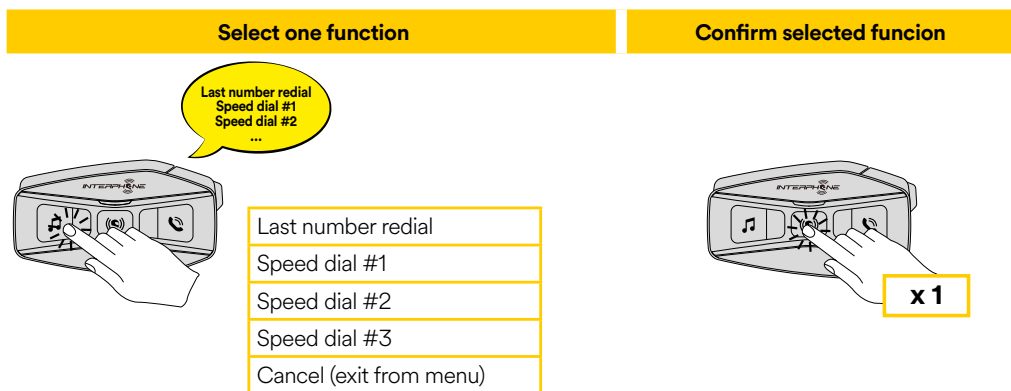 Select one function
Confirm selected funcion
Last number redial
Speed dial #1
Speed dial #2
...
INTERPHONE
Last number redial
Speed dial #1
Speed dial #2
Speed dial #3
Cancel (exit from menu)
INTERPHONE
x 1